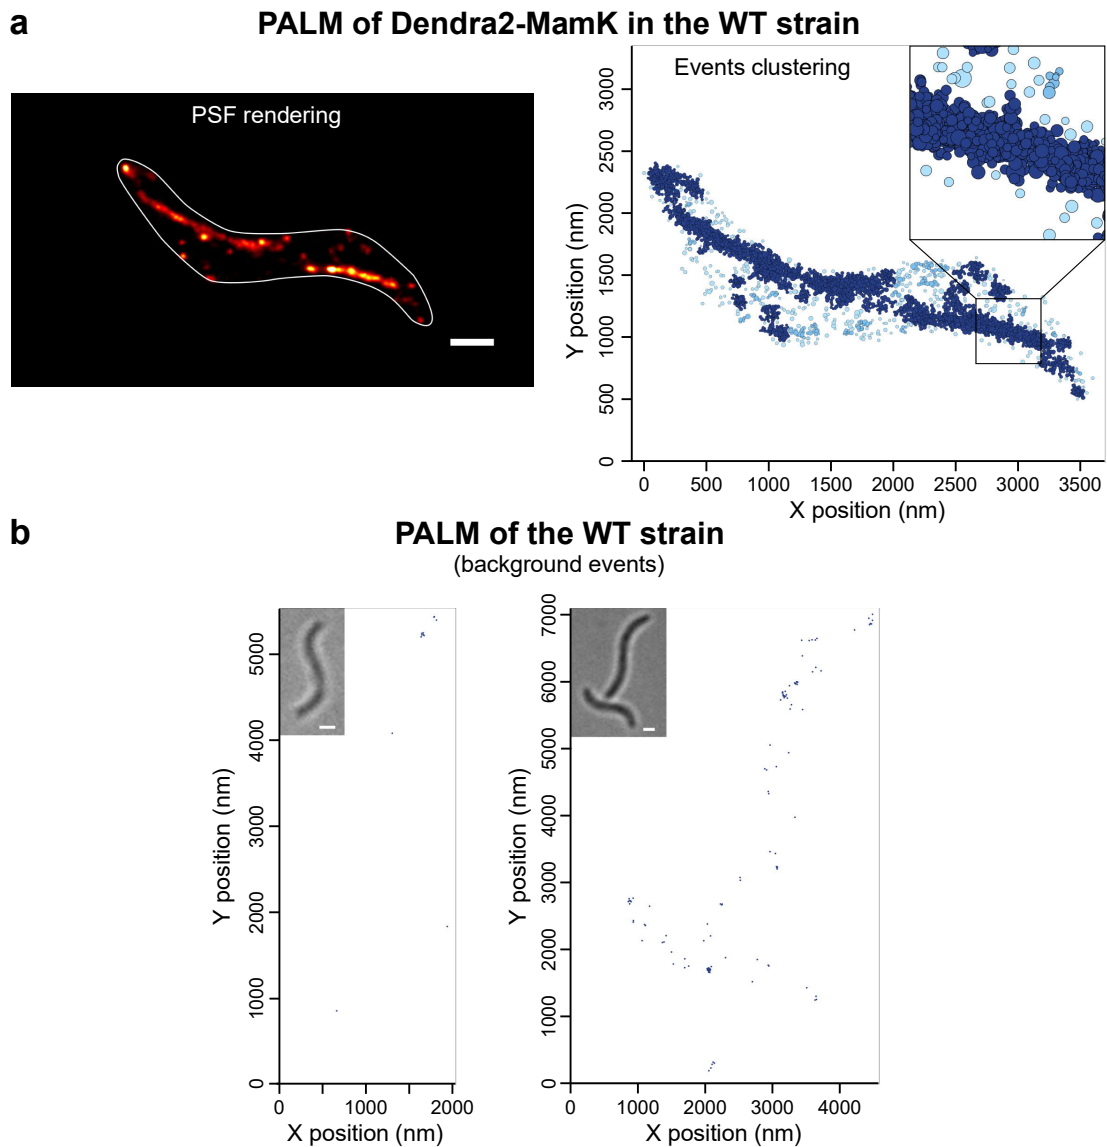 a
PALM of Dendra2-MamK in the WT strain
PSF rendering
Events clustering
Y position (nm)
3000
2500
2000
1500
1000
500
0
0 500 1000 1500 2000 2500 3000 3500
X position (nm)
b
PALM of the WT strain
(background events)
Y position (nm)
5000
4000
3000
2000
1000
0
0 1000 2000
X position (nm)
Y position (nm)
7000
6000
5000
4000
3000
2000
1000
0
0 1000 2000 3000 4000
X position (nm)